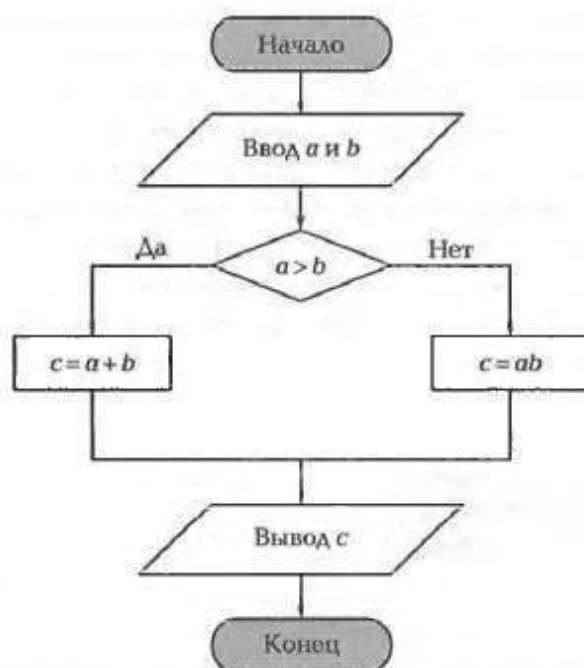 Начало
Ввод a и b
Да
a > b
Нет
c = a + b
c = ab
Вывод c
Конец